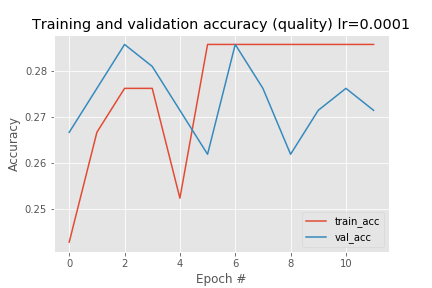 Training and validation accuracy (quality) lr=0.0001
0.28
0.27
0.26
0.25
Accuracy
0
2
4
6
8
10
Epoch #
train_acc
val_acc